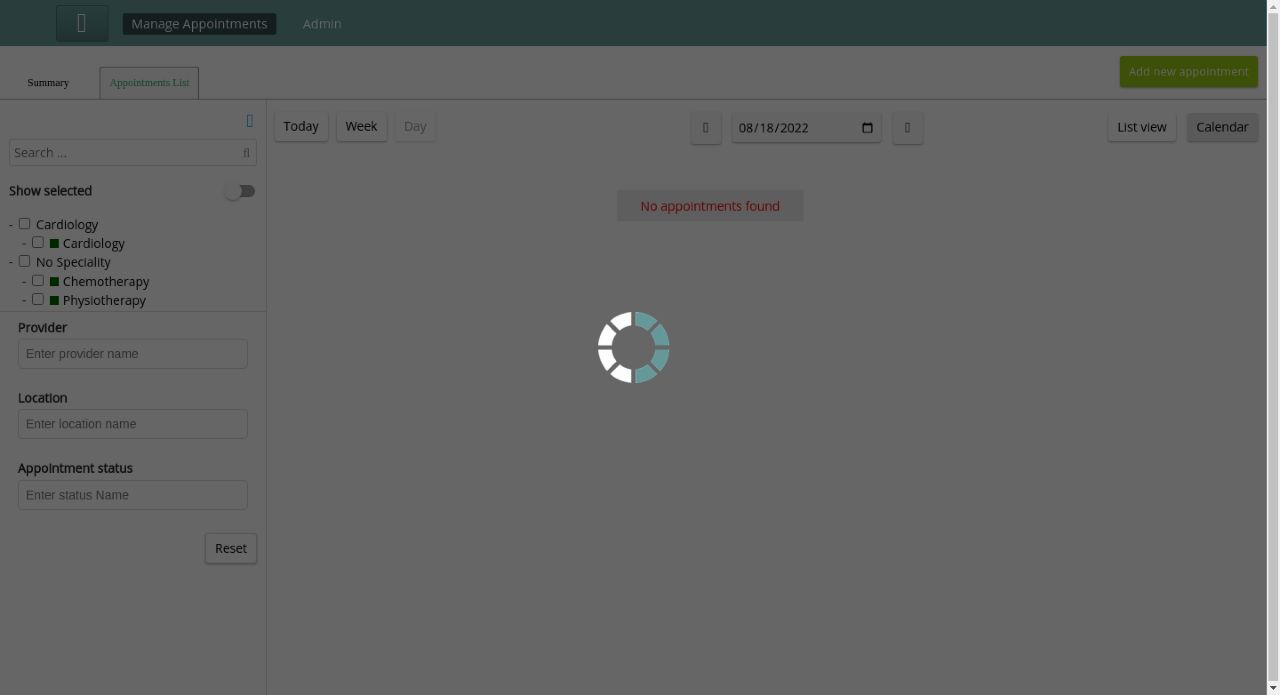 Manage Appointments
Admin
Summary
Appointments List
Add new appointment
Today
Week
Day
08/18/2022
List view
Calendar
Search ...
Show selected
No appointments found
- Cardiology
- Cardiology
- No Speciality
- Chemotherapy
- Physiotherapy
Provider
Enter provider name
Location
Enter location name
Appointment status
Enter status Name
Reset